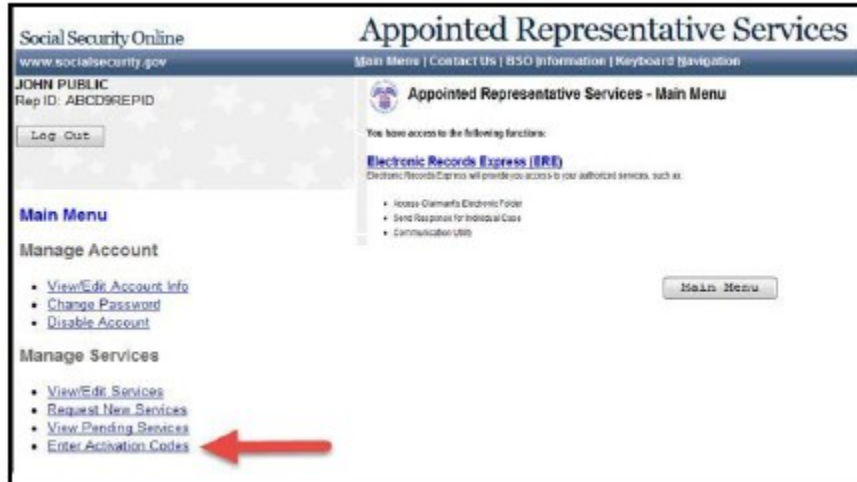 Social Security Online
Appointed Representative Services
www.socialsecurity.gov
Main Menu | Contact Us | BSO Information | Keyboard Navigation
JOHN PUBLIC
Rep ID: ABCD9REPID
Log Out
Appointed Representative Services - Main Menu
You have access to the following functions:
Electronic Records Express (ERE)
Electronic Records Express will provide you access to your authorized services, such as:
• Access Claimant's Electronic Folder
• Send Response for Individual Case
• Communication Utility
Main Menu
Main Menu
Manage Account
• View/Edit Account Info
• Change Password
• Disable Account
Manage Services
• View/Edit Services
• Request New Services
• View Pending Services
• Enter Activation Codes